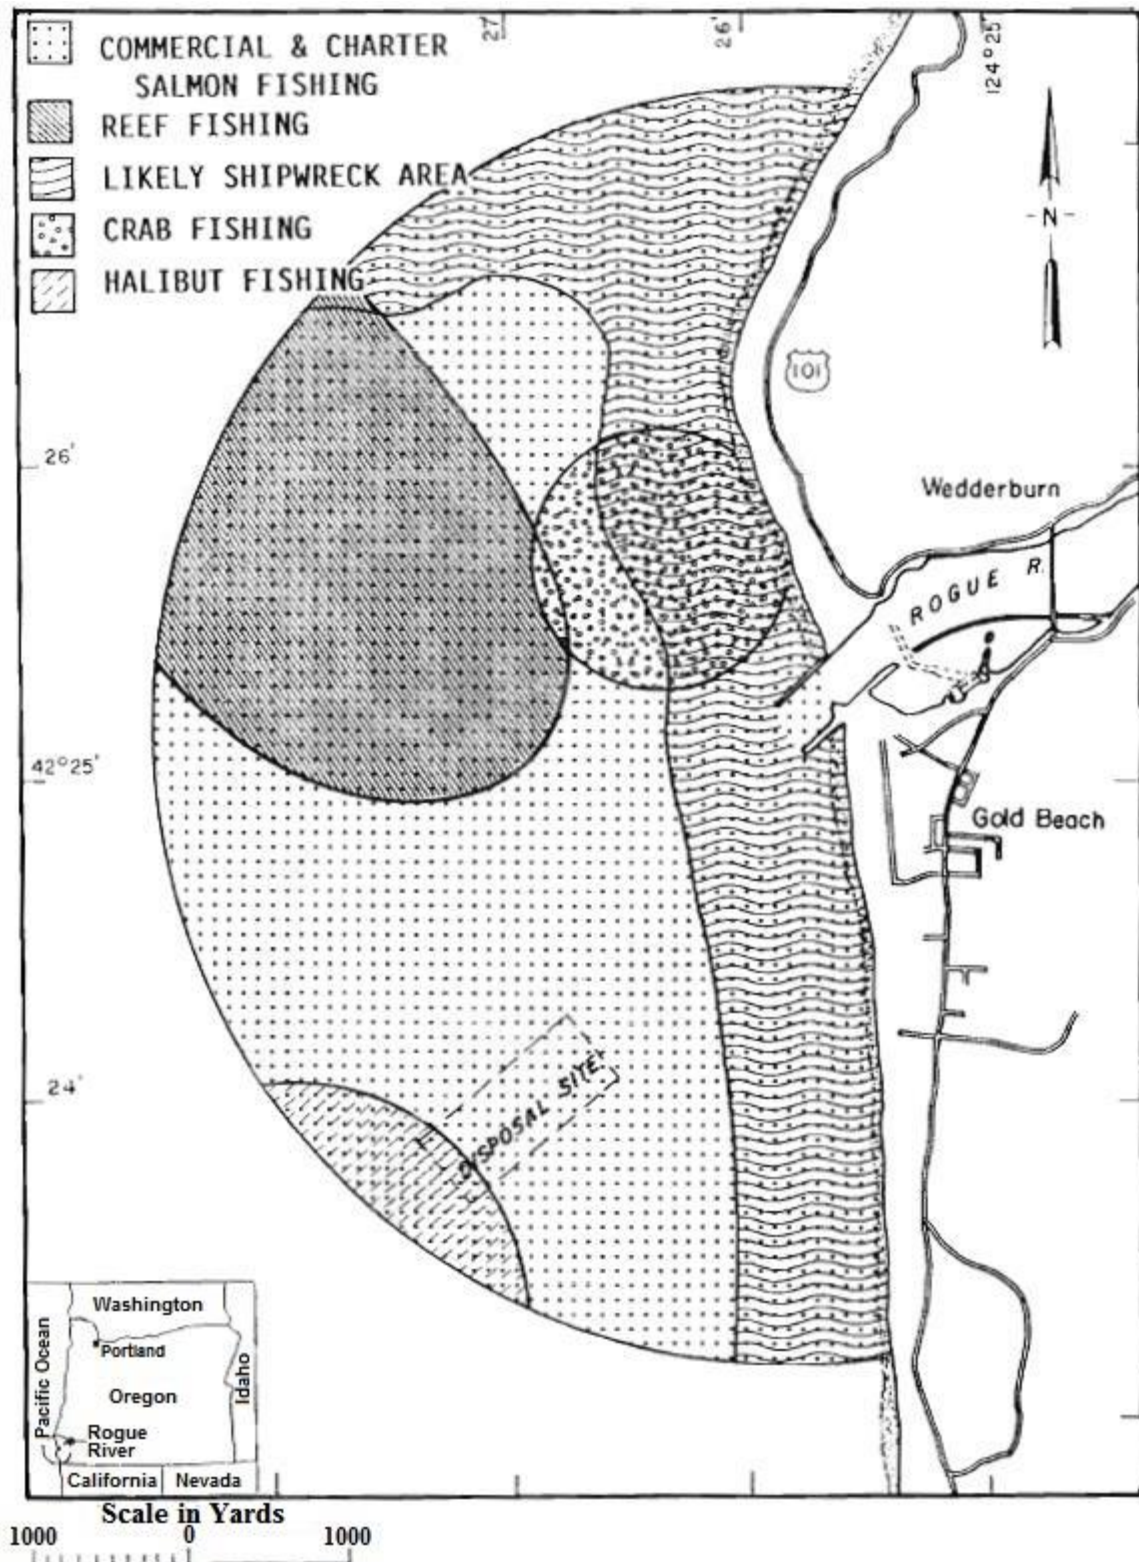 COMMERCIAL & CHARTER
SALMON FISHING
REEF FISHING
LIKELY SHIPWRECK AREA
CRAB FISHING
HALIBUT FISHING
27'
26'
124°25'
N
101
26'
Wedderburn
ROGUE R.
42°25'
Gold Beach
24'
DISPOSAL SITE
Washington
Portland
Pacific Ocean
Oregon
Idaho
Rogue
River
California
Nevada
Scale in Yards
1000 0 1000